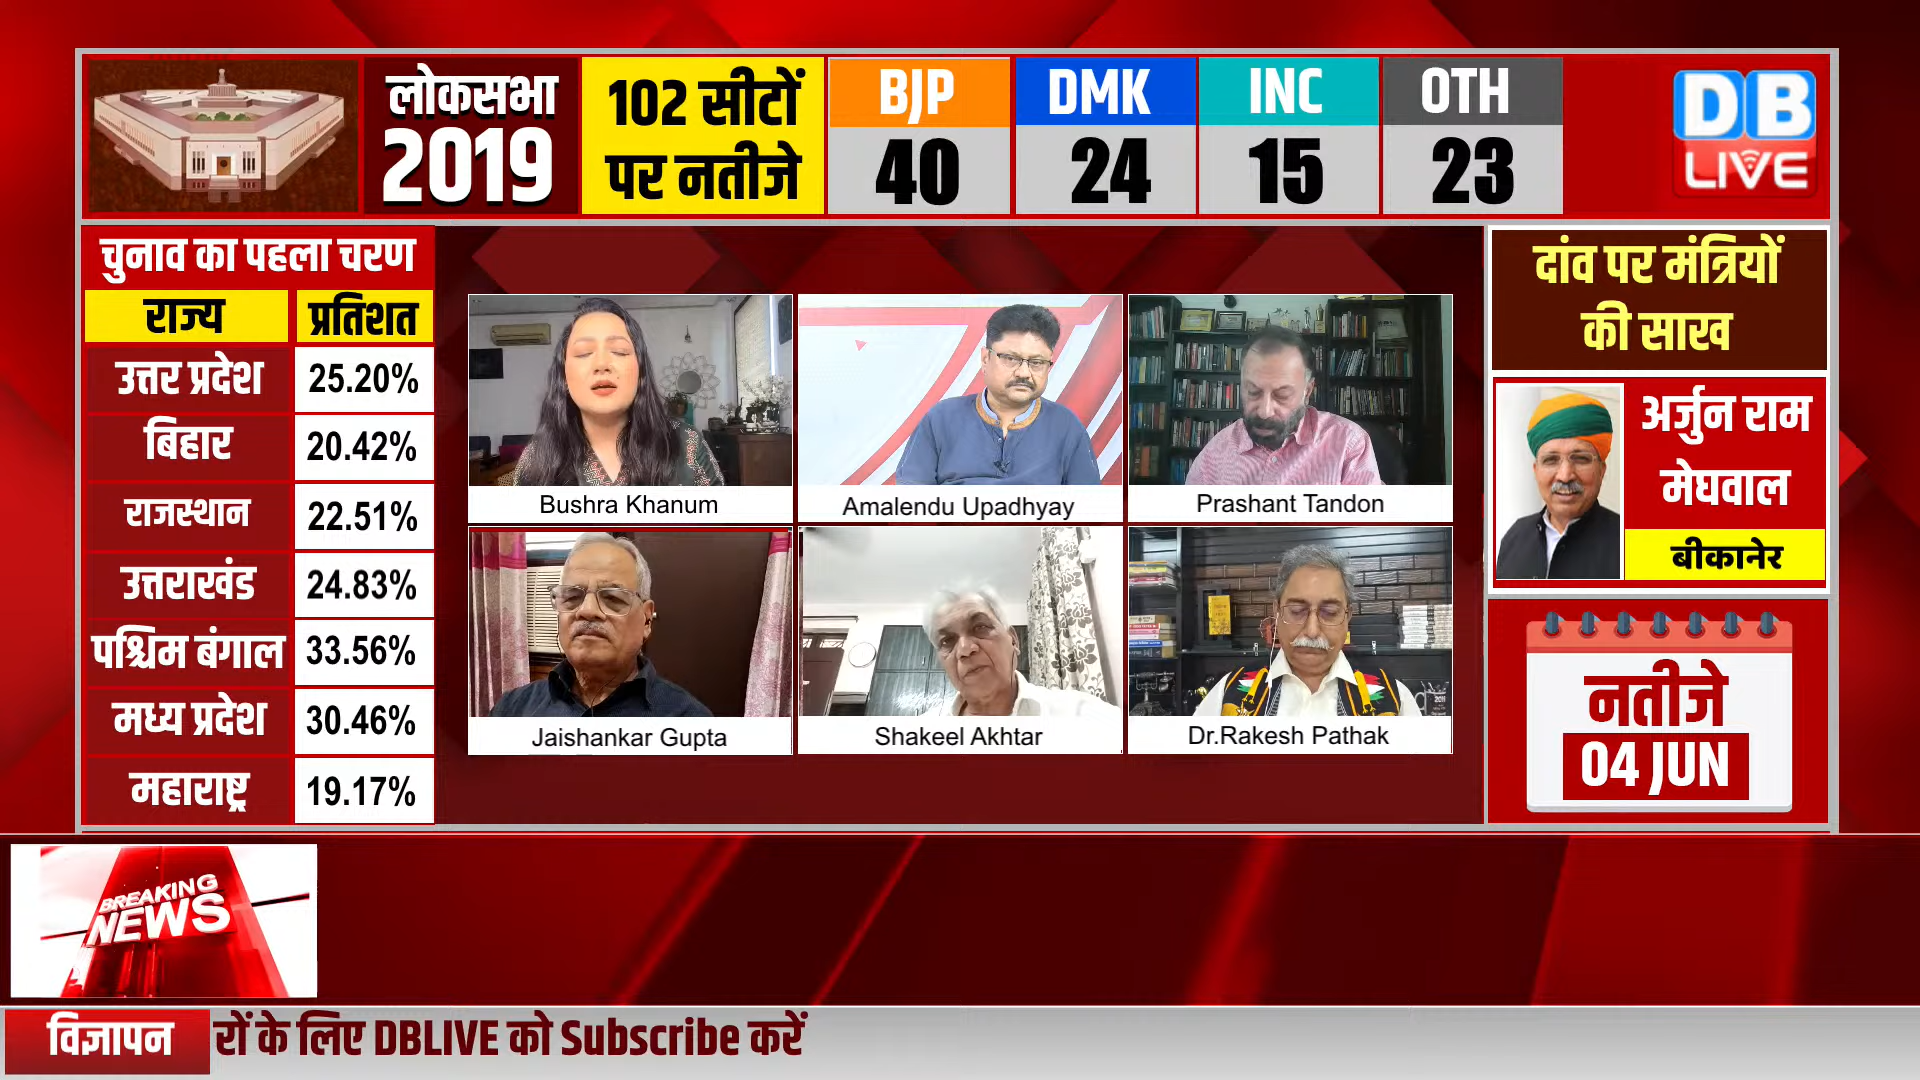 लोकसभा
2019
102 सीटों
पर नतीजे
BJP
40
DMK
24
INC
15
OTH
23
DB
LIVE
चुनाव का पहला चरण
राज्य प्रतिशत
उत्तर प्रदेश 25.20%
बिहार 20.42%
राजस्थान 22.51%
उत्तराखंड 24.83%
पश्चिम बंगाल 33.56%
मध्य प्रदेश 30.46%
महाराष्ट्र 19.17%
Bushra Khanum
Amalendu Upadhyay
Prashant Tandon
Jaishankar Gupta
Shakeel Akhtar
Dr.Rakesh Pathak
दांव पर मंत्रियों
की साख
अर्जुन राम
मेघवाल
बीकानेर
नतीजे
04 JUN
BREAKING
NEWS
विज्ञापन
रों के लिए DBLIVE को Subscribe करें